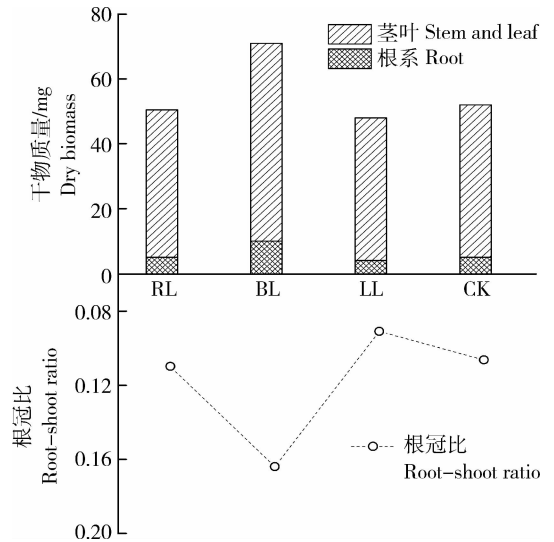 80
60
40
20
0
干物质量/mg
Dry biomass
茎叶 Stem and leaf
根系 Root
RL BL LL CK
0.08
0.12
0.16
0.20
根冠比
Root-shoot ratio
根冠比
Root-shoot ratio